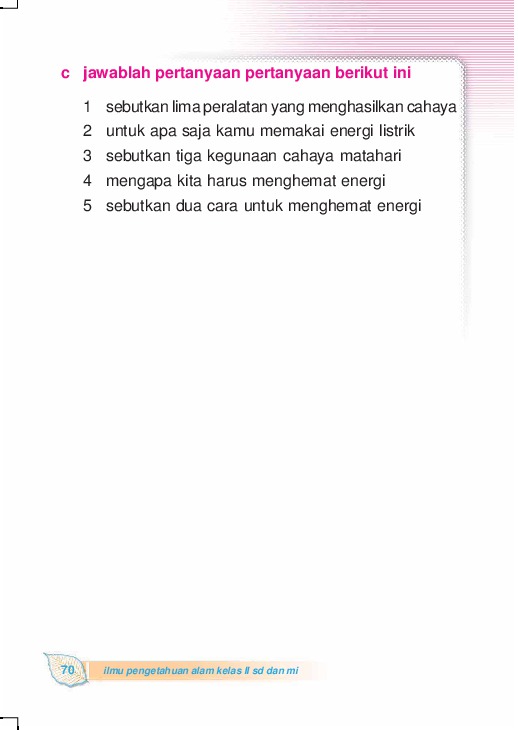 c jawablah pertanyaan pertanyaan berikut ini
1 sebutkan lima peralatan yang menghasilkan cahaya
2 untuk apa saja kamu memakai energi listrik
3 sebutkan tiga kegunaan cahaya matahari
4 mengapa kita harus menghemat energi
5 sebutkan dua cara untuk menghemat energi
70 ilmu pengetahuan alam kelas II sd dan mi